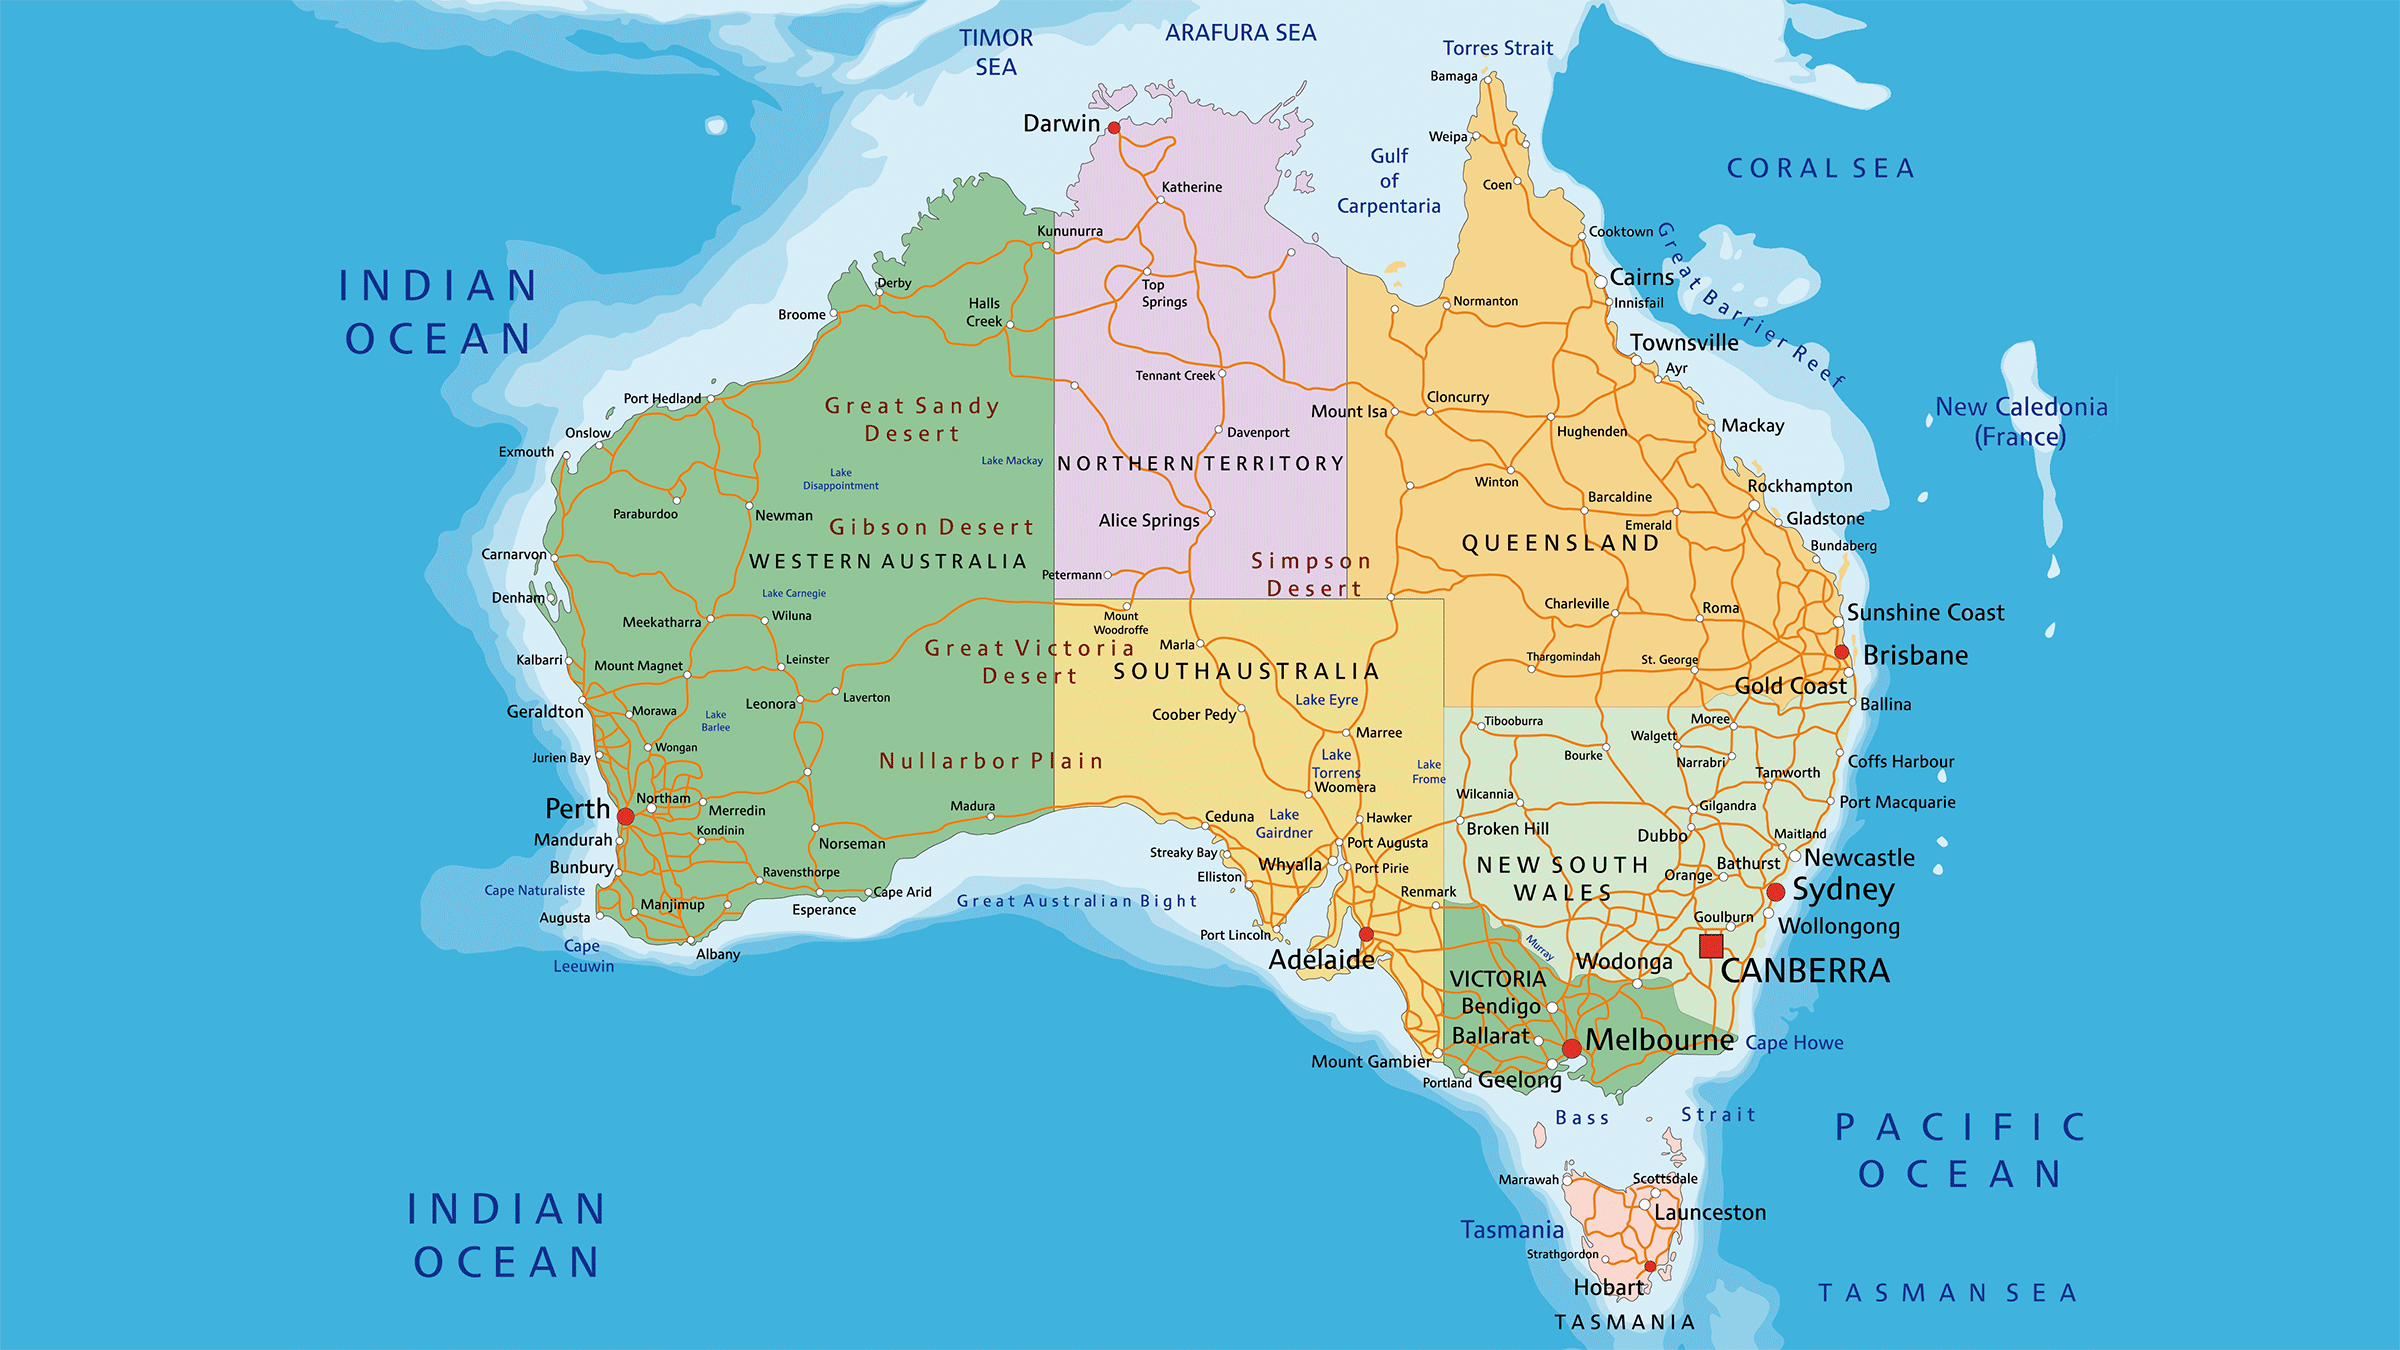 TIMOR
SEA
ARAFURA SEA
Torres Strait
Bamaga
Darwin
Weipa
Gulf
of
Carpentaria
CORAL SEA
Katherine
Coen
Kununurra
Cooktown
Great Barrier Reef
INDIAN
OCEAN
Derby
Top
Springs
Cairns
Halls
Creek
Normanton
Innisfail
Broome
Townsville
Ayr
Tennant Creek
Port Hedland
Great Sandy
Desert
Mount Isa
Cloncurry
New Caledonia
(France)
Onslow
Davenport
Hughenden
Mackay
Exmouth
Lake Mackay
NORTHERN TERRITORY
Lake
Disappointment
Winton
Rockhampton
Barcaldine
Paraburdoo
Newman
Gibson Desert
Alice Springs
Emerald
Gladstone
QUEENSLAND
Bundaberg
Carnarvon
WESTERN AUSTRALIA
Simpson
Desert
Petermann
Denham
Lake Carnegie
Charleville
Roma
Sunshine Coast
Meekatharra
Wiluna
Mount
Woodroffe
Great Victoria
Desert
Marla
Brisbane
Kalbarri
Mount Magnet
Leinster
SOUTHAUSTRALIA
Thargomindah
St. George
Gold Coast
Leonora
Laverton
Lake Eyre
Ballina
Geraldton
Morawa
Lake
Barlee
Coober Pedy
Tibooburra
Moree
Marree
Walgett
Wongan
Jurien Bay
Nullarbor Plain
Lake
Torrens
Woomera
Lake
Frome
Bourke
Narrabri
Coffs Harbour
Tamworth
Perth
Northam
Merredin
Madura
Wilcannia
Gilgandra
Port Macquarie
Ceduna
Lake
Gairdner
Hawker
Broken Hill
Dubbo
Maitland
Mandurah
Kondinin
Norseman
Streaky Bay
Port Augusta
Newcastle
Bunbury
Ravensthorpe
Elliston
Whyalla
Port Pirie
NEW SOUTH
WALES
Orange
Bathurst
Cape Naturaliste
Cape Arid
Renmark
Sydney
Augusta
Manjimup
Esperance
Great Australian Bight
Goulburn
Wollongong
Port Lincoln
Murray
Cape
Leeuwin
Albany
Adelaide
Wodonga
CANBERRA
VICTORIA
Bendigo
Ballarat
Melbourne
Cape Howe
Mount Gambier
Portland
Geelong
Bass Strait
PACIFIC
OCEAN
Marrawah
Scottsdale
INDIAN
OCEAN
Launceston
Tasmania
Strathgordon
Hobart
TASMAN SEA
TASMANIA